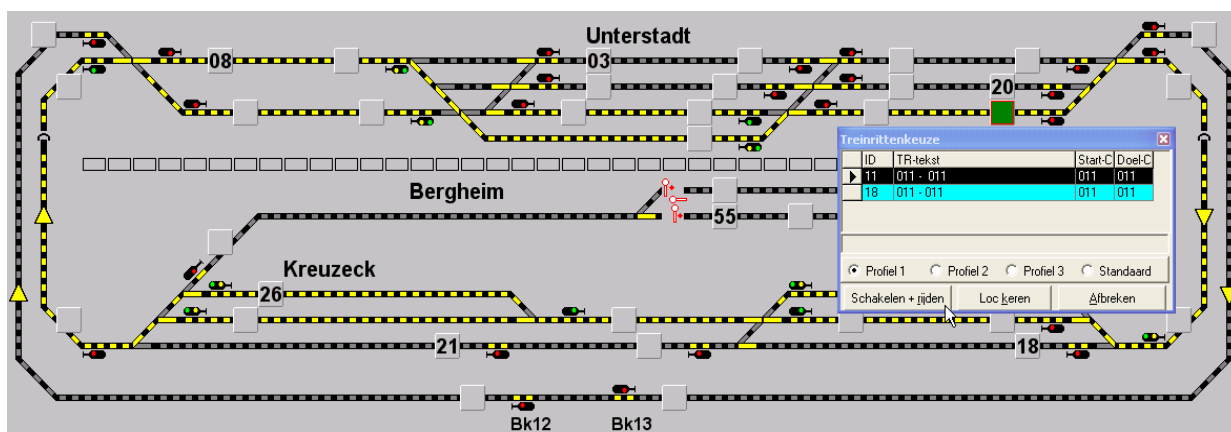 Unterstadt
08
03
20
Treinrittenkeuze
ID TR-tekst Start-C Doel-C
11 011 - 011 011 011
18 011 - 011 011 011
Bergheim
55
Kreuzeck
Profiel 1 Profiel 2 Profiel 3 Standaard
26
Schakelen + rijden Loc keren Afbreken
21
18
Bk12 Bk13